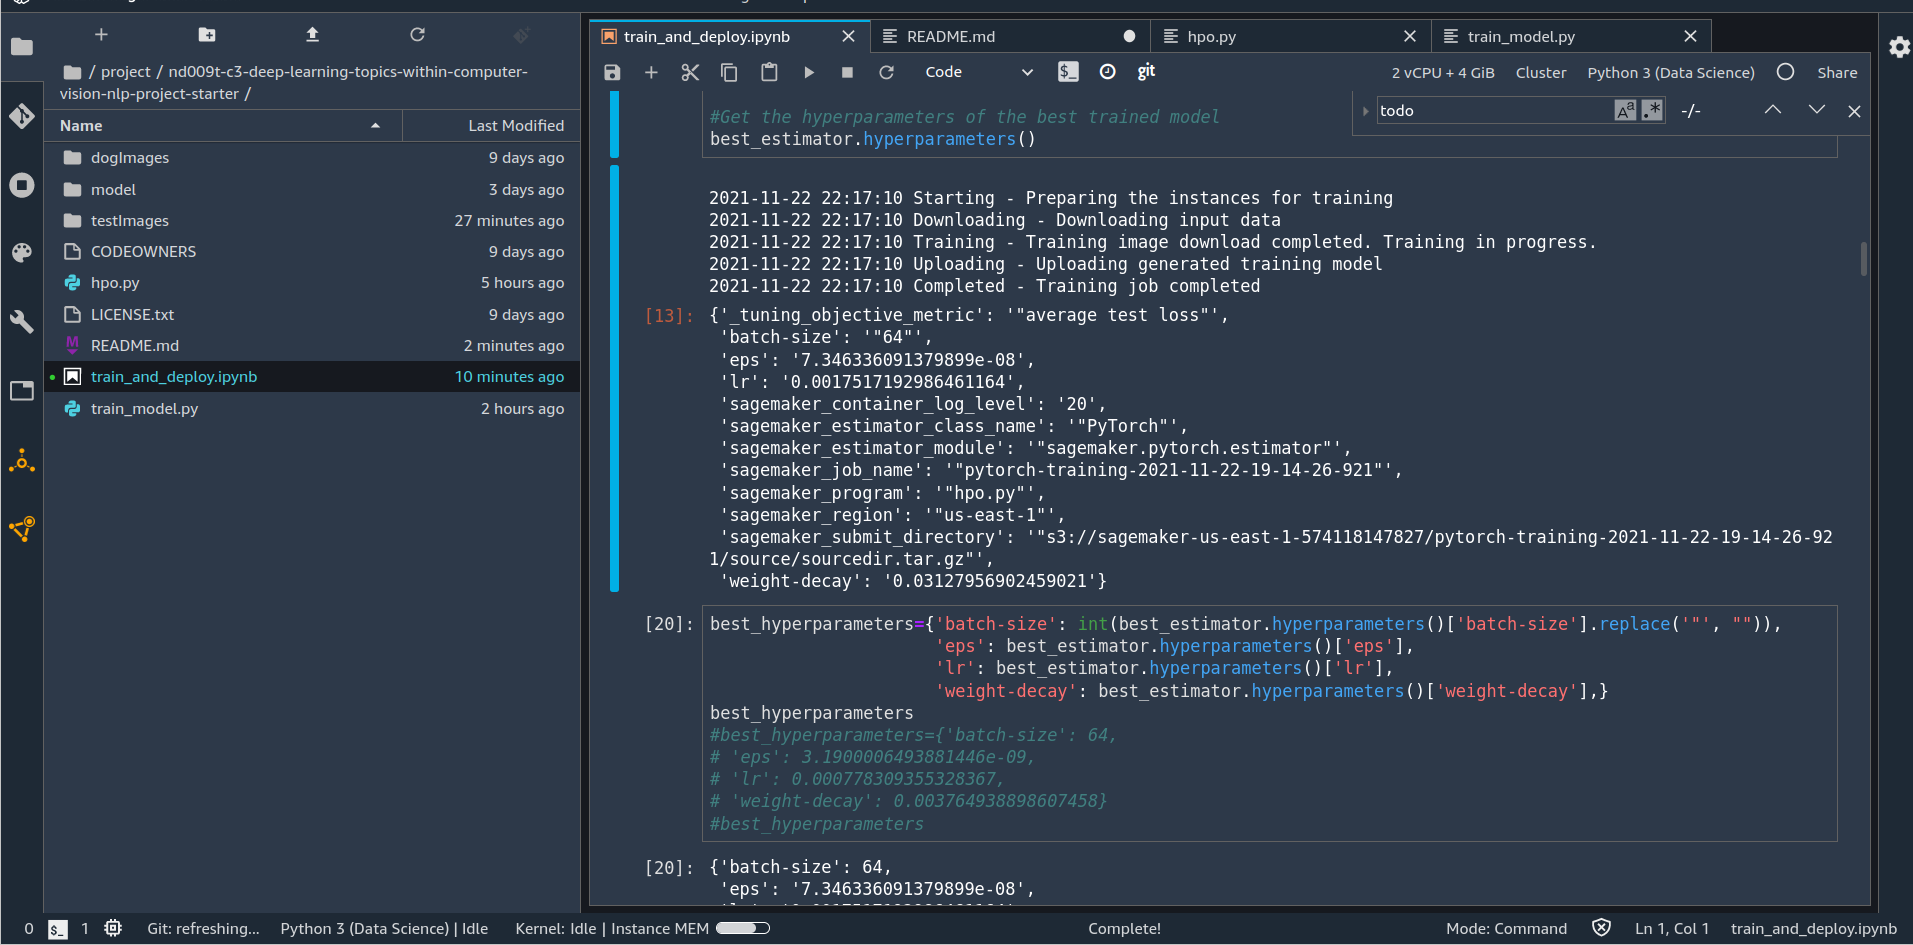 / project / nd009t-c3-deep-learning-topics-within-computer-
vision-nlp-project-starter /
Name Last Modified
dogImages 9 days ago
model 3 days ago
testImages 27 minutes ago
CODEOWNERS 9 days ago
hpo.py 5 hours ago
LICENSE.txt 9 days ago
README.md 2 minutes ago
train_and_deploy.ipynb 10 minutes ago
train_model.py 2 hours ago
train_and_deploy.ipynb README.md hpo.py train_model.py
Code $_ git 2 vCPU + 4 GiB Cluster Python 3 (Data Science) Share
todo Aa .* -/-
#Get the hyperparameters of the best trained model
best_estimator.hyperparameters()
2021-11-22 22:17:10 Starting - Preparing the instances for training
2021-11-22 22:17:10 Downloading - Downloading input data
2021-11-22 22:17:10 Training - Training image download completed. Training in progress.
2021-11-22 22:17:10 Uploading - Uploading generated training model
2021-11-22 22:17:10 Completed - Training job completed
[13]: {'_tuning_objective_metric': '"average test loss"',
'batch-size': '"64"',
'eps': '7.346336091379899e-08',
'lr': '0.0017517192986461164',
'sagemaker_container_log_level': '20',
'sagemaker_estimator_class_name': '"PyTorch"',
'sagemaker_estimator_module': '"sagemaker.pytorch.estimator"',
'sagemaker_job_name': '"pytorch-training-2021-11-22-19-14-26-921"',
'sagemaker_program': '"hpo.py"',
'sagemaker_region': '"us-east-1"',
'sagemaker_submit_directory': '"s3://sagemaker-us-east-1-574118147827/pytorch-training-2021-11-22-19-14-26-92
1/source/sourcedir.tar.gz"',
'weight-decay': '0.03127956902459021'}
[20]: best_hyperparameters={'batch-size': int(best_estimator.hyperparameters()['batch-size'].replace('"', "")),
'eps': best_estimator.hyperparameters()['eps'],
'lr': best_estimator.hyperparameters()['lr'],
'weight-decay': best_estimator.hyperparameters()['weight-decay'],}
best_hyperparameters
#best_hyperparameters={'batch-size': 64,
# 'eps': 3.1900006493881446e-09,
# 'lr': 0.000778309355328367,
# 'weight-decay': 0.003764938898607458}
#best_hyperparameters
[20]: {'batch-size': 64,
'eps': '7.346336091379899e-08',
0 $_ 1 Git: refreshing... Python 3 (Data Science) | Idle Kernel: Idle | Instance MEM Complete! Mode: Command Ln 1, Col 1 train_and_deploy.ipynb